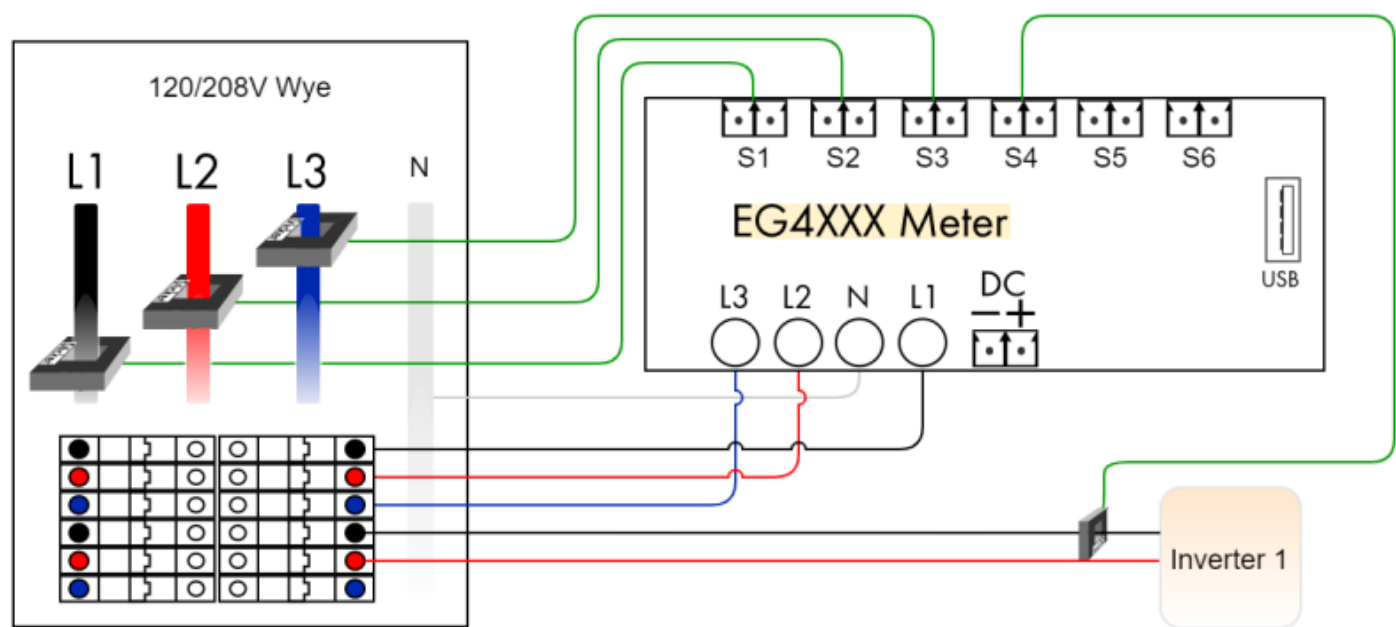 120/208V Wye
L1
L2
L3
N
S1
S2
S3
S4
S5
S6
EG4XXX Meter
USB
L3
L2
N
L1
DC
− +
Inverter 1